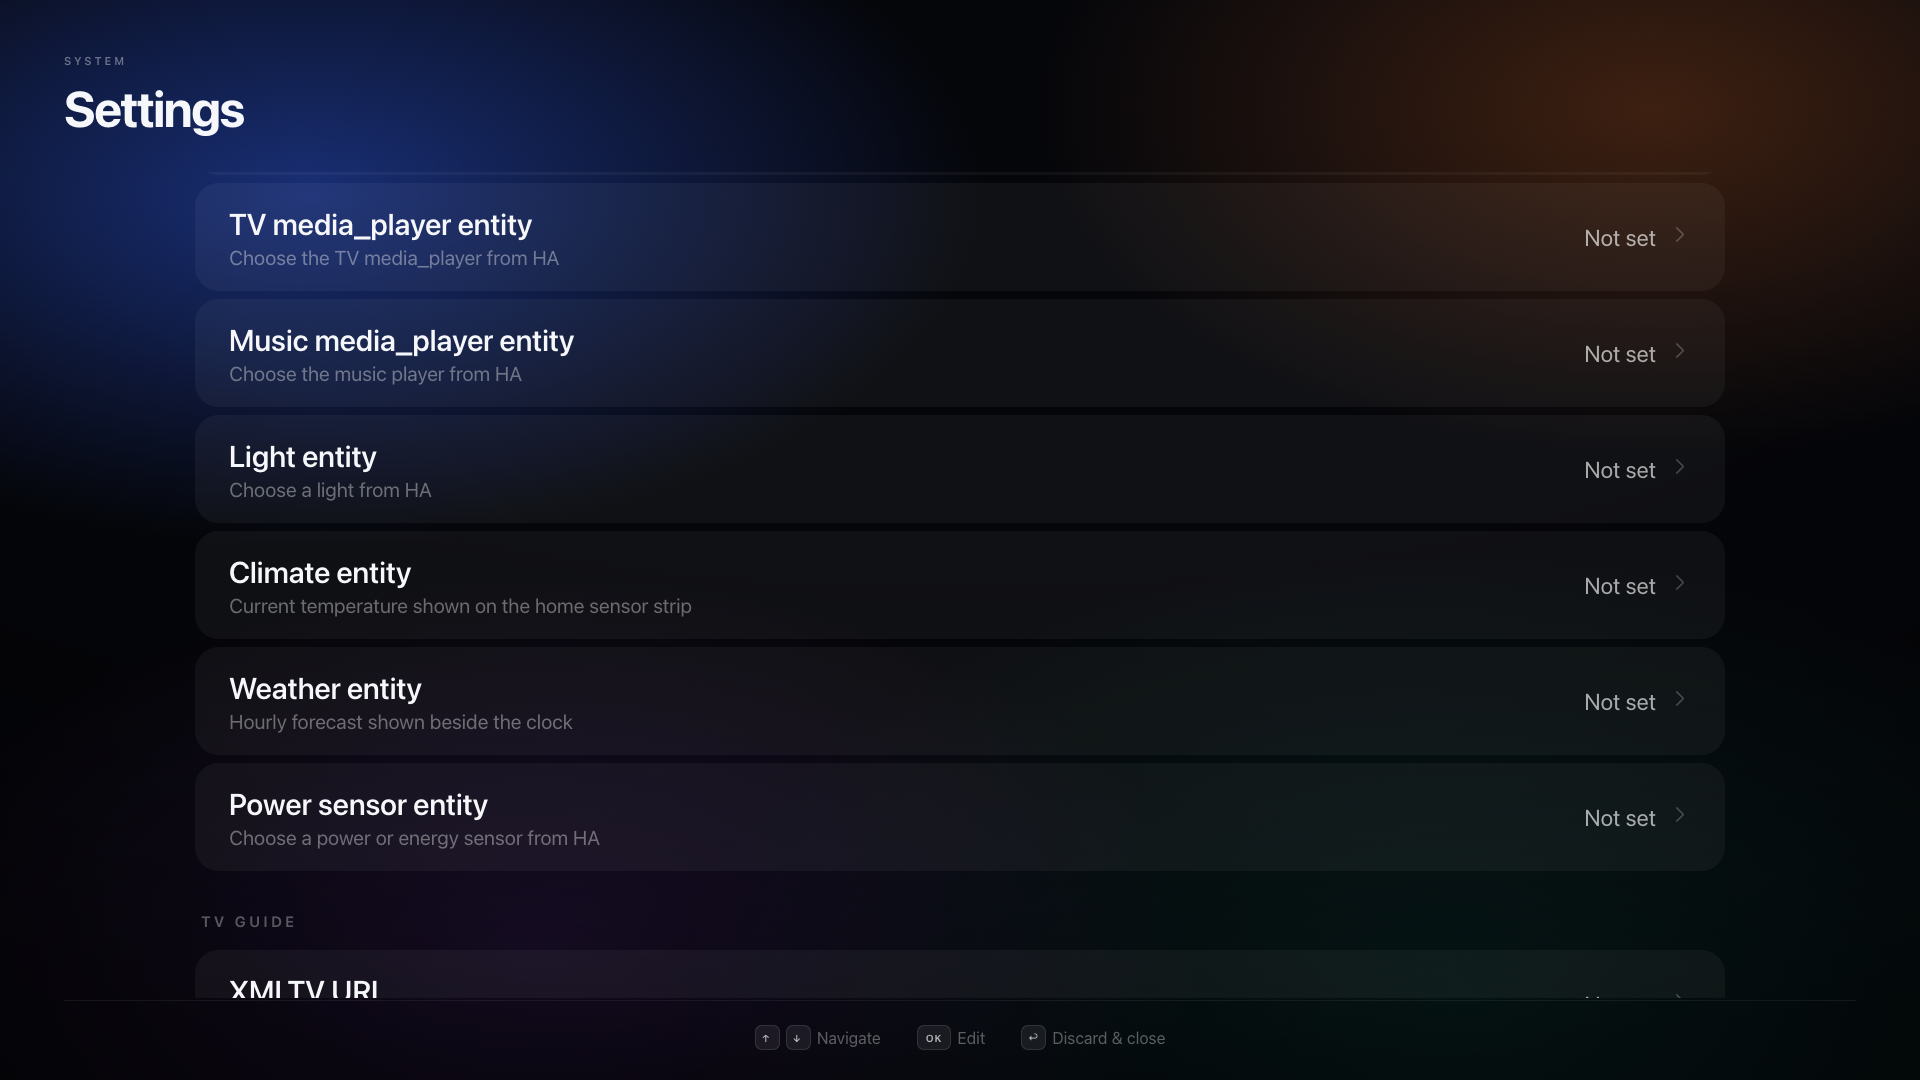 SYSTEM
Settings
TV media_player entity
Choose the TV media_player from HA
Not set
Music media_player entity
Choose the music player from HA
Not set
Light entity
Choose a light from HA
Not set
Climate entity
Current temperature shown on the home sensor strip
Not set
Weather entity
Hourly forecast shown beside the clock
Not set
Power sensor entity
Choose a power or energy sensor from HA
Not set
TV GUIDE
XMLTV URL
↑ ↓ Navigate OK Edit ↩ Discard & close